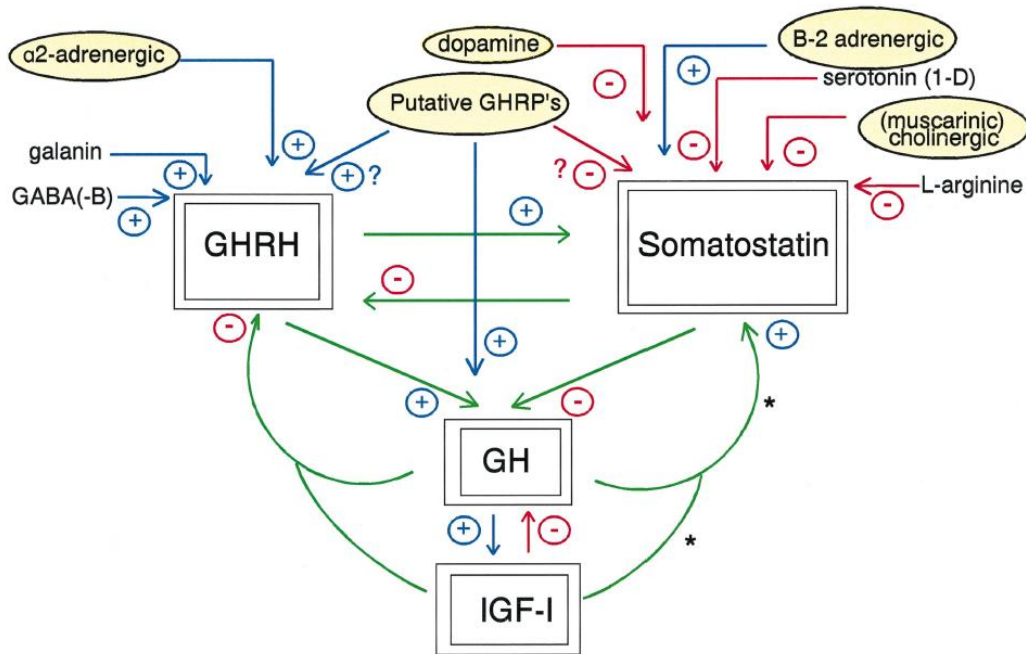 dopamine
B-2 adrenergic
α2-adrenergic
+
-
serotonin (1-D)
Putative GHRP's
(muscarinic)
cholinergic
galanin
+
+
?
? -
-
-
GABA(-B)
+
+
L-arginine
-
GHRH
+
Somatostatin
-
-
+
+
+
-
*
GH
+
-
*
IGF-I